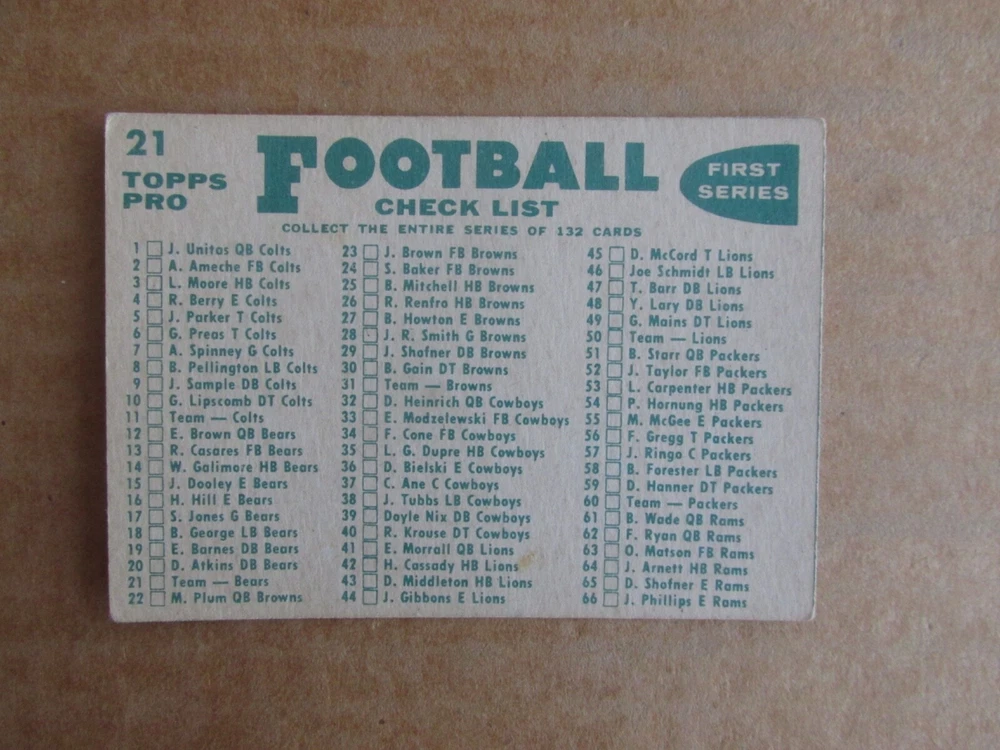 21
TOPPS
PRO
FOOTBALL
CHECK LIST
FIRST
SERIES
COLLECT THE ENTIRE SERIES OF 132 CARDS
1 J. Unitas QB Colts
2 A. Ameche FB Colts
3 L. Moore HB Colts
4 R. Berry E Colts
5 J. Parker T Colts
6 G. Preas T Colts
7 A. Spinney G Colts
8 B. Pellington LB Colts
9 J. Sample DB Colts
10 G. Lipscomb DT Colts
11 Team — Colts
12 E. Brown QB Bears
13 R. Casares FB Bears
14 W. Galimore HB Bears
15 J. Dooley E Bears
16 H. Hill E Bears
17 S. Jones G Bears
18 B. George LB Bears
19 E. Barnes DB Bears
20 D. Atkins DB Bears
21 Team — Bears
22 M. Plum QB Browns
23 J. Brown FB Browns
24 S. Baker FB Browns
25 B. Mitchell HB Browns
26 R. Renfro HB Browns
27 B. Howton E Browns
28 J. R. Smith G Browns
29 J. Shofner DB Browns
30 B. Gain DT Browns
31 Team — Browns
32 D. Heinrich QB Cowboys
33 E. Modzelewski FB Cowboys
34 F. Cone FB Cowboys
35 L. G. Dupre HB Cowboys
36 D. Bielski E Cowboys
37 C. Ane C Cowboys
38 J. Tubbs LB Cowboys
39 Doyle Nix DB Cowboys
40 R. Krouse DT Cowboys
41 E. Morrall QB Lions
42 H. Cassady HB Lions
43 D. Middleton HB Lions
44 J. Gibbons E Lions
45 D. McCord T Lions
46 Joe Schmidt LB Lions
47 T. Barr DB Lions
48 Y. Lary DB Lions
49 G. Mains DT Lions
50 Team — Lions
51 B. Starr QB Packers
52 J. Taylor FB Packers
53 L. Carpenter HB Packers
54 P. Hornung HB Packers
55 M. McGee E Packers
56 F. Gregg T Packers
57 J. Ringo C Packers
58 B. Forester LB Packers
59 D. Hanner DT Packers
60 Team — Packers
61 B. Wade QB Rams
62 F. Ryan QB Rams
63 O. Matson FB Rams
64 J. Arnett HB Rams
65 D. Shofner E Rams
66 J. Phillips E Rams